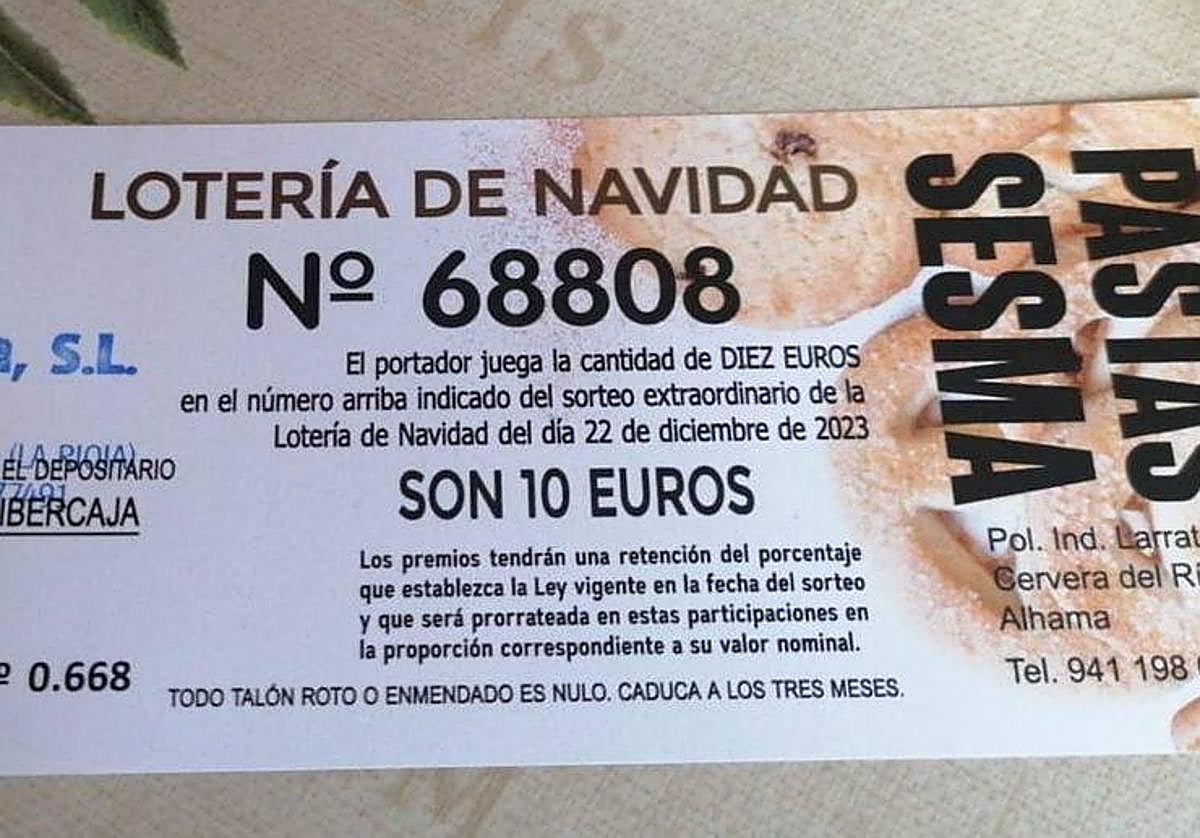 LOTERÍA DE NAVIDAD
Nº 68808
El portador juega la cantidad de DIEZ EUROS
en el número arriba indicado del sorteo extraordinario de la
Lotería de Navidad del día 22 de diciembre de 2023
SON 10 EUROS
Los premios tendrán una retención del porcentaje
que establezca la Ley vigente en la fecha del sorteo
y que será prorrateada en estas participaciones en
la proporción correspondiente a su valor nominal.
TODO TALÓN ROTO O ENMENDADO ES NULO. CADUCA A LOS TRES MESES.
a, S.L.
(LA RIOJA)
EL DEPOSITARIO
77491
IBERCAJA
º 0.668
PASTAS
SESMA
Pol. Ind. Larrat
Cervera del Rí
Alhama
Tel. 941 198